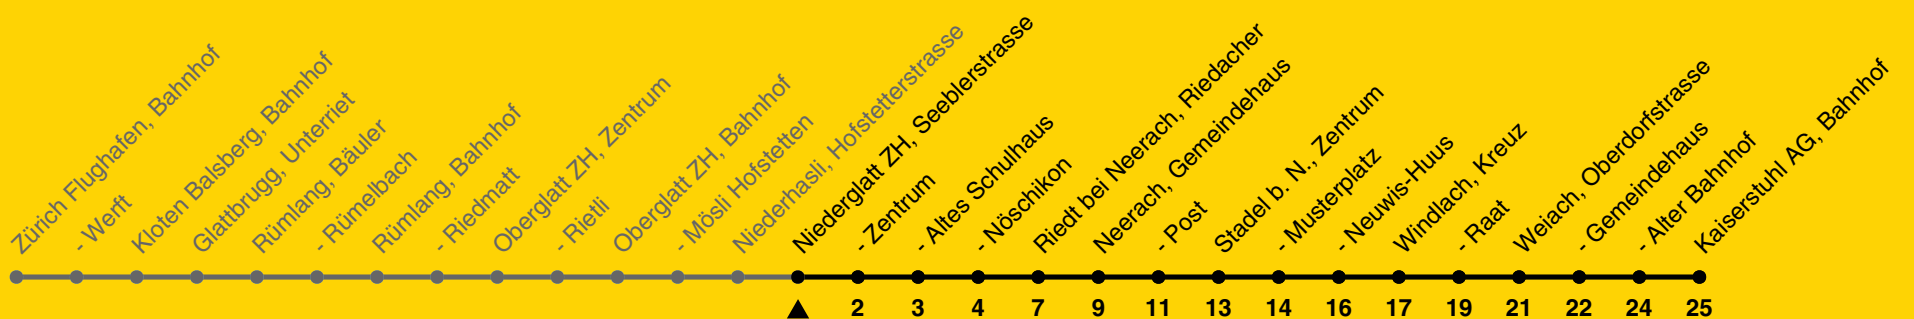 Zürich Flughafen, Bahnhof
- Werft
Kloten Balsberg, Bahnhof
Glattbrugg, Unterriet
Rümlang, Bäuler
- Rümelbach
Rümlang, Bahnhof
- Riedmatt
Oberglatt ZH, Zentrum
- Rietli
Oberglatt ZH, Bahnhof
- Mösli Hofstetten
Niederhasli, Hofstetterstrasse
Niederglatt ZH, Seeblerstrasse
- Zentrum
- Altes Schulhaus
- Nöschikon
Riedt bei Neerach, Riedacher
Neerach, Gemeindehaus
- Post
Stadel b. N., Zentrum
- Musterplatz
- Neuwis-Huus
Windlach, Kreuz
- Raat
Weiach, Oberdorfstrasse
- Gemeindehaus
- Alter Bahnhof
Kaiserstuhl AG, Bahnhof
2 3 4 7 9 11 13 14 16 17 19 21 22 24 25